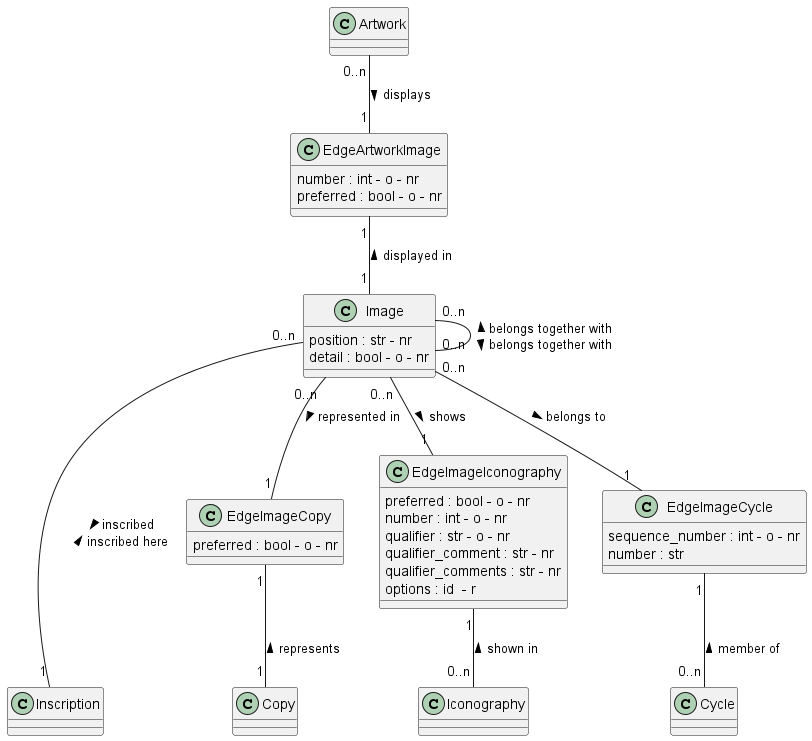 C Artwork
0..n
displays
1
C EdgeArtworkImage
number : int - o - nr
preferred : bool - o - nr
1
displayed in
1
C Image
position : str - nr
detail : bool - o - nr
0..n
0..n
belongs together with
belongs together with
0..n
0..n
0..n
represented in
0..n
shows
belongs to
1
1
1
inscribed
inscribed here
C EdgeImageCopy
preferred : bool - o - nr
C EdgeImageIconography
preferred : bool - o - nr
number : int - o - nr
qualifier : str - o - nr
qualifier_comment : str - nr
qualifier_comments : str - nr
options : id - r
C EdgeImageCycle
sequence_number : int - o - nr
number : str
1
1
1
represents
shown in
member of
1
1
0..n
0..n
C Inscription
C Copy
C Iconography
C Cycle